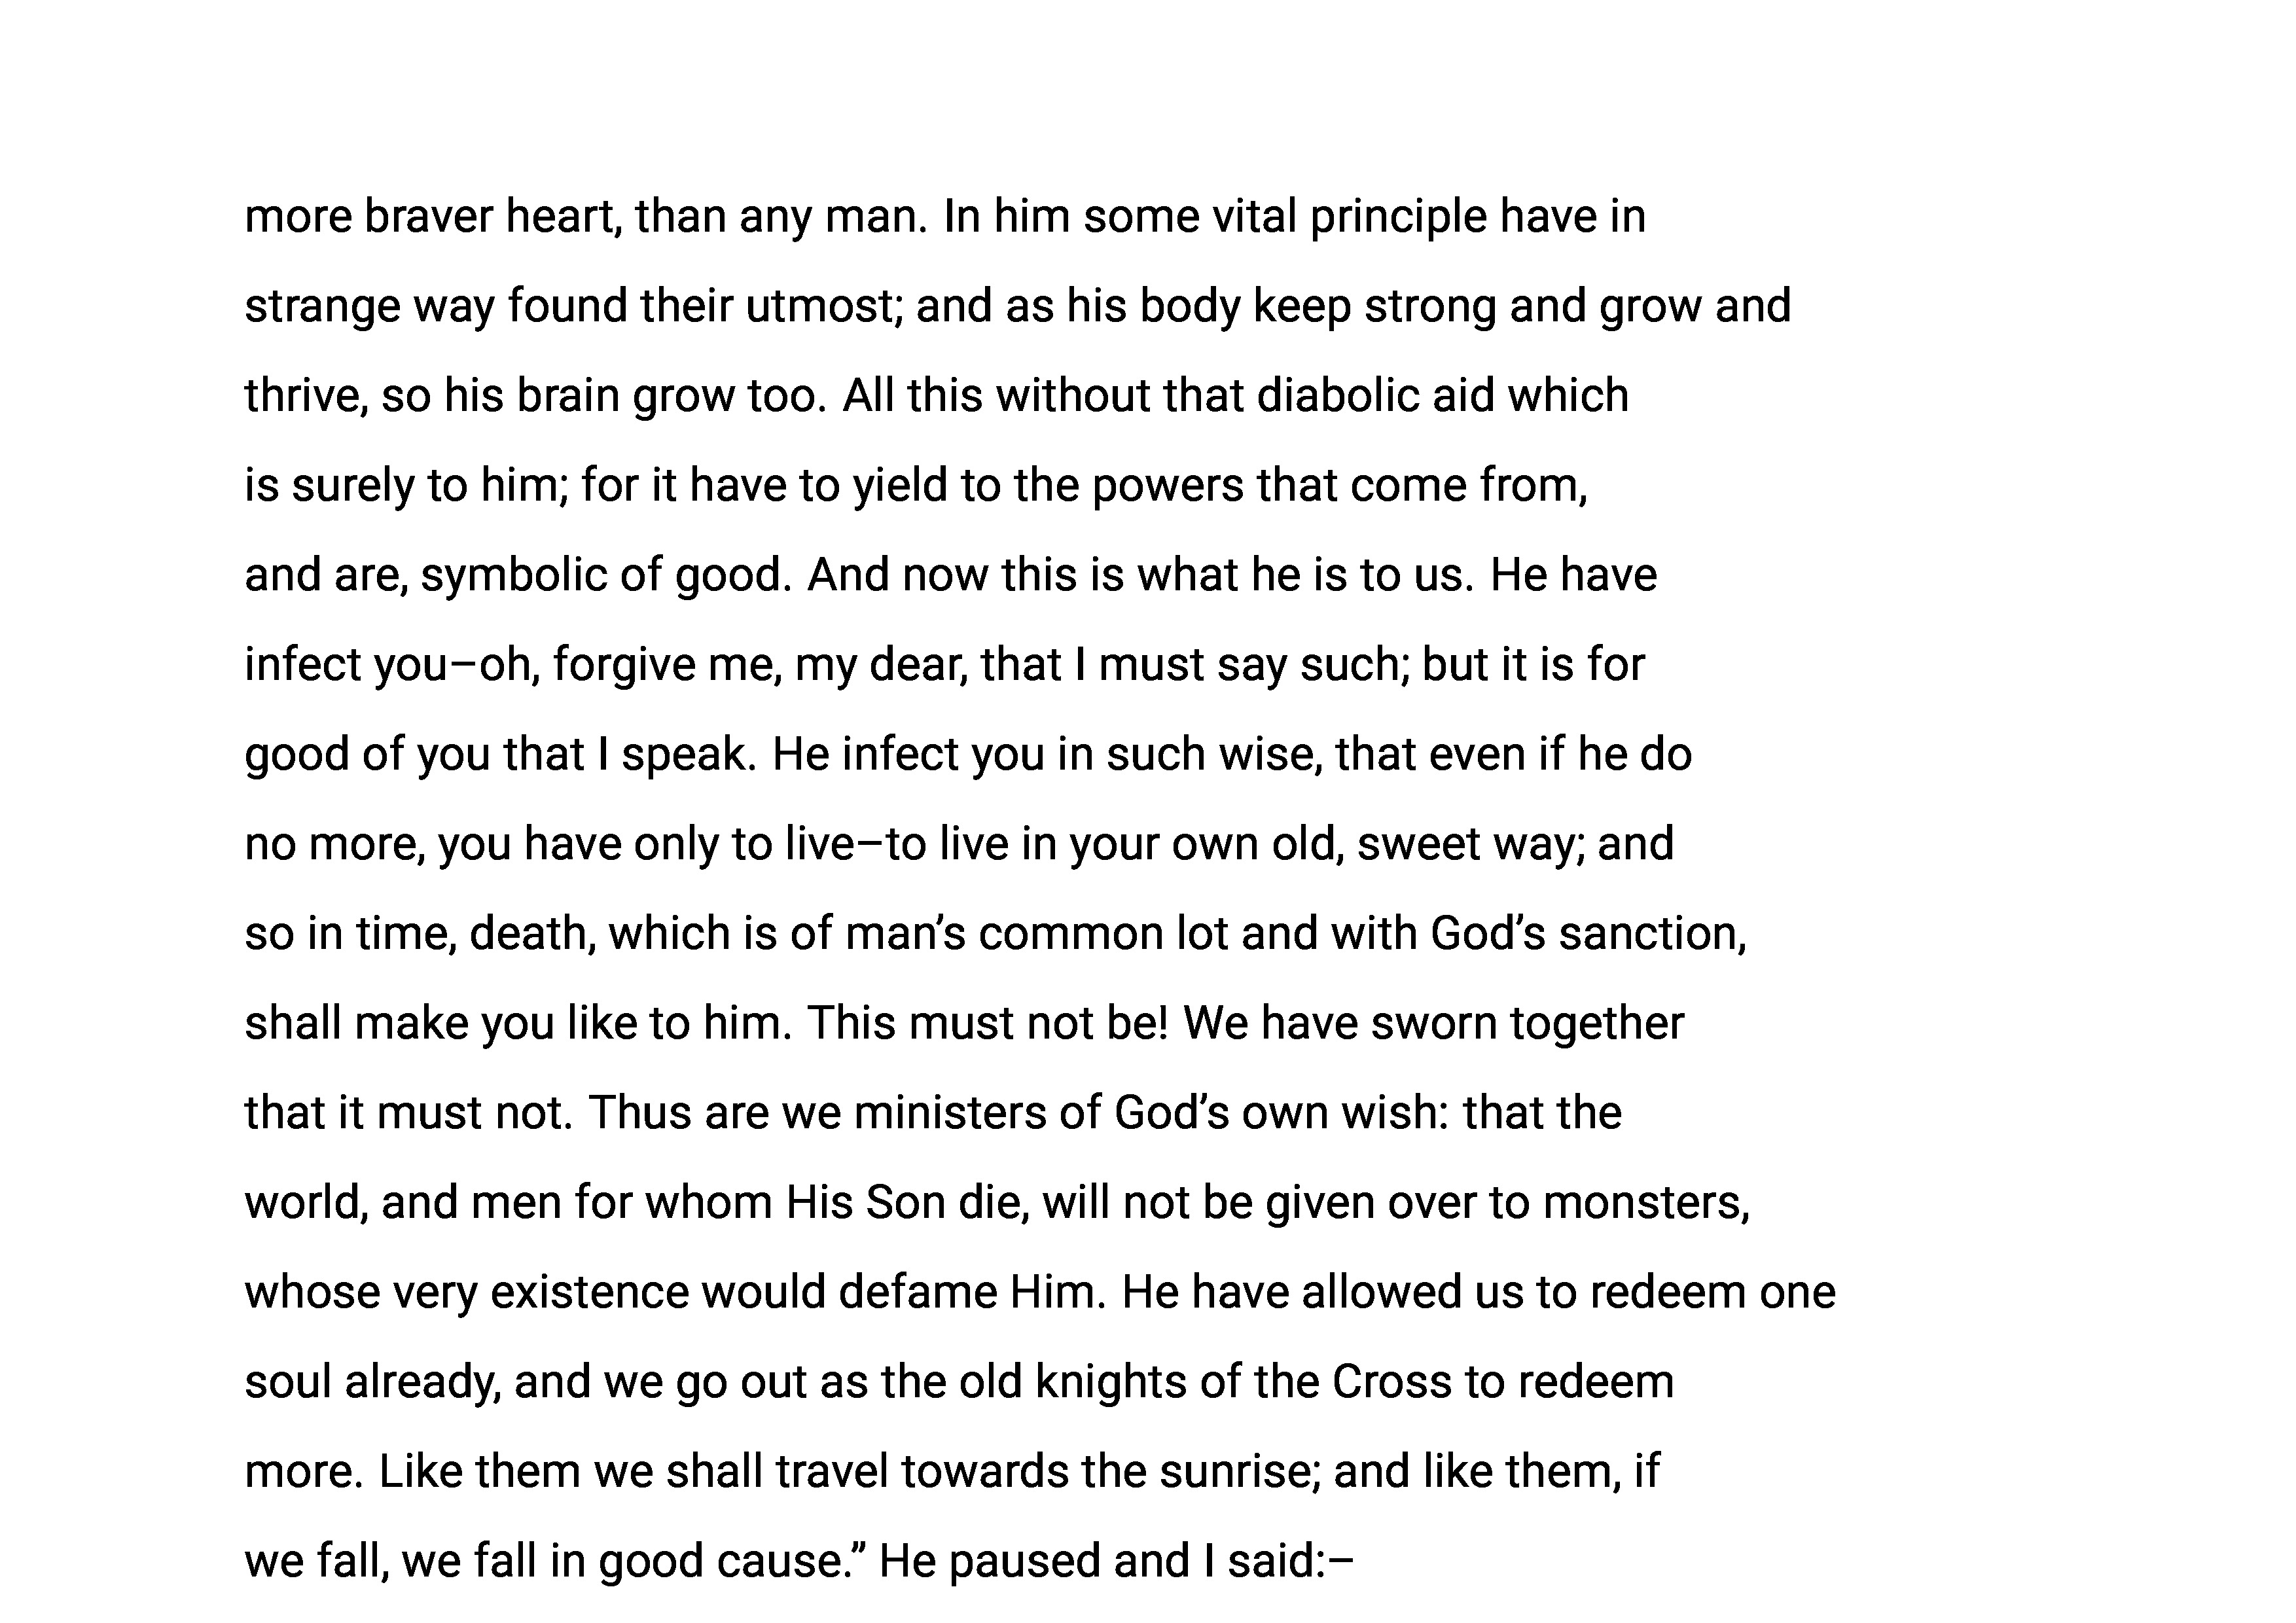 more braver heart, than any man. In him some vital principle have in
strange way found their utmost; and as his body keep strong and grow and
thrive, so his brain grow too. All this without that diabolic aid which
is surely to him; for it have to yield to the powers that come from,
and are, symbolic of good. And now this is what he is to us. He have
infect you–oh, forgive me, my dear, that I must say such; but it is for
good of you that I speak. He infect you in such wise, that even if he do
no more, you have only to live–to live in your own old, sweet way; and
so in time, death, which is of man’s common lot and with God’s sanction,
shall make you like to him. This must not be! We have sworn together
that it must not. Thus are we ministers of God’s own wish: that the
world, and men for whom His Son die, will not be given over to monsters,
whose very existence would defame Him. He have allowed us to redeem one
soul already, and we go out as the old knights of the Cross to redeem
more. Like them we shall travel towards the sunrise; and like them, if
we fall, we fall in good cause.” He paused and I said:–